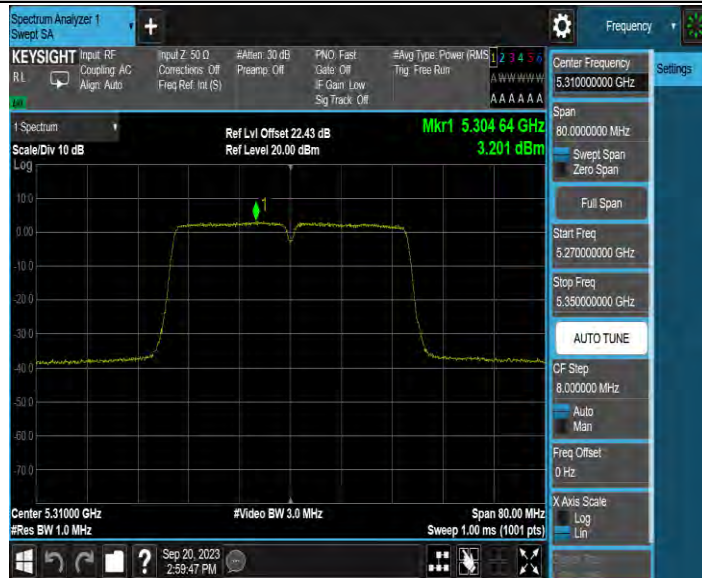 Spectrum Analyzer 1
Swept SA
+
Frequency
KEYSIGHT
RL
Input: RF
Coupling: AC
Align: Auto
Input Z: 50 Ω
Corrections: Off
Freq Ref: Int (S)
#Atten: 30 dB
Preamp: Off
PNO: Fast
Gate: Off
IF Gain: Low
Sig Track: Off
#Avg Type: Power (RMS
Trig: Free Run
1 2 3 4 5 6
A W W W W W
A A A A A A
1 Spectrum
Scale/Div 10 dB
Ref Lvl Offset 22.43 dB
Ref Level 20.00 dBm
Mkr1 5.304 64 GHz
3.201 dBm
Log
10.0
0.00
-10.0
-20.0
-30.0
-40.0
-50.0
-60.0
-70.0
1
Center 5.31000 GHz
#Res BW 1.0 MHz
#Video BW 3.0 MHz
Span 80.00 MHz
Sweep 1.00 ms (1001 pts)
?
Sep 20, 2023
2:59:47 PM
Center Frequency
5.310000000 GHz
Settings
Span
80.0000000 MHz
Swept Span
Zero Span
Full Span
Start Freq
5.270000000 GHz
Stop Freq
5.350000000 GHz
AUTO TUNE
CF Step
8.000000 MHz
Auto
Man
Freq Offset
0 Hz
X Axis Scale
Log
Lin